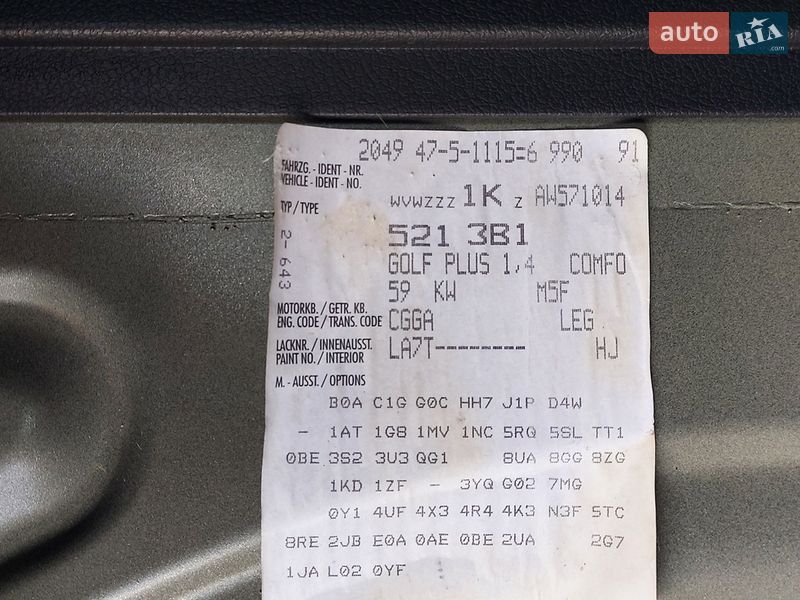 auto RIA .com
2049 47-5-1115=6 990 91
FAHRZG. - IDENT - NR.
VEHICLE - IDENT - NO.
WVWZZZ 1K Z AW571014
TYP / TYPE
521 3B1
2- 643
GOLF PLUS 1,4 COMFO
59 KW M5F
MOTORKB. / GETR. KB.
ENG. CODE / TRANS. CODE
CGGA LEG
LACKNR. / INNENAUSST.
PAINT NO. / INTERIOR
LA7T------ HJ
M. - AUSST. / OPTIONS
B0A C1G G0C HH7 J1P D4W
- 1AT 1G8 1MV 1NC 5RQ 5SL TT1
0BE 3S2 3U3 QG1 8UA 8GG 8ZG
1KD 1ZF - 3YQ G02 7MG
0Y1 4UF 4X3 4R4 4K3 N3F 5TC
8RE 2JB E0A 0AE 0BE 2UA 2G7
1JA L02 0YF